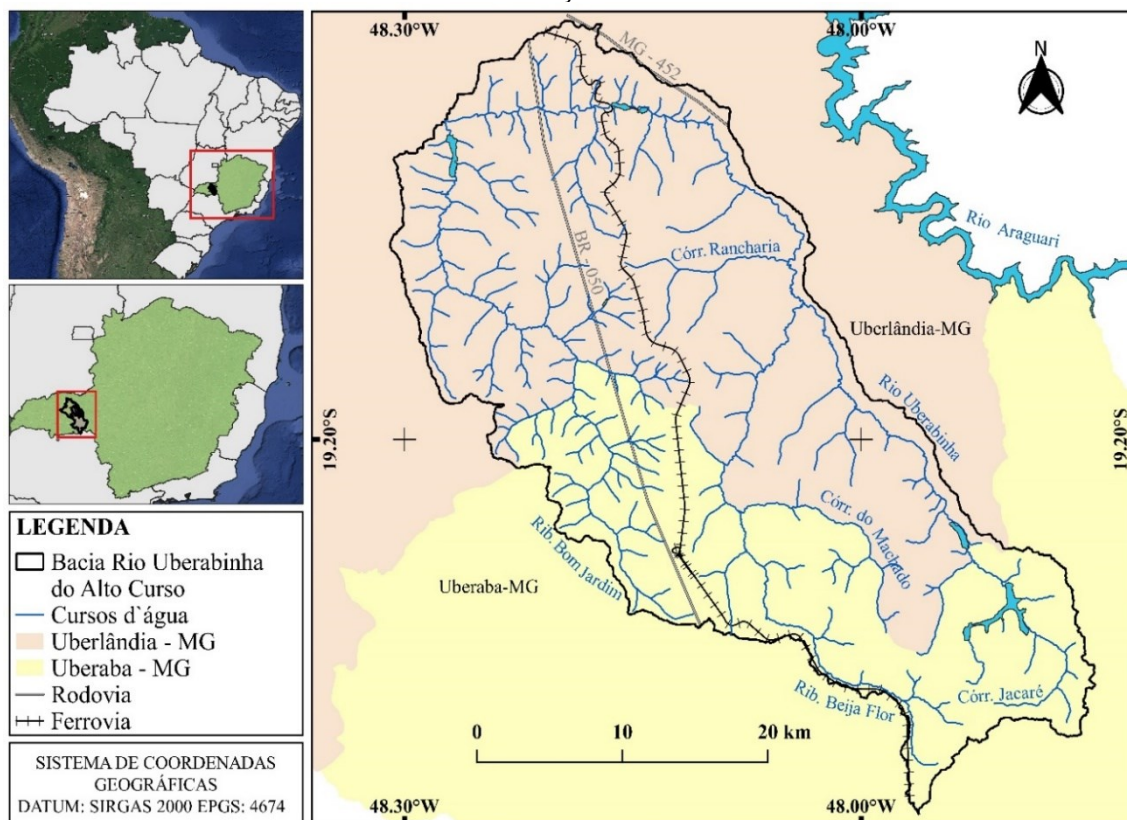 48.30°W
48.00°W
MG - 452
N
Rio Araguari
BR - 050
Córr. Rancharia
Uberlândia-MG
Rio Uberabinha
19.20°S
19.20°S
Córr. do Machado
Rib. Bom Jardim
Uberaba-MG
Rib. Beija Flor
Córr. Jacaré
0
10
20 km
48.30°W
48.00°W
LEGENDA
Bacia Rio Uberabinha
do Alto Curso
Cursos d`água
Uberlândia - MG
Uberaba - MG
Rodovia
Ferrovia
SISTEMA DE COORDENADAS
GEOGRÁFICAS
DATUM: SIRGAS 2000 EPGS: 4674